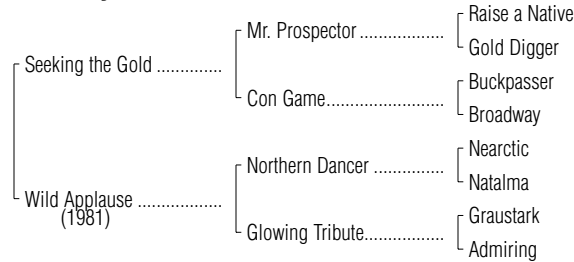 Raise a Native
Mr. Prospector ..................
Gold Digger
Seeking the Gold ..............
Buckpasser
Con Game.........................
Broadway
Nearctic
Northern Dancer ...............
Natalma
Wild Applause ..................
(1981)
Graustark
Glowing Tribute.................
Admiring